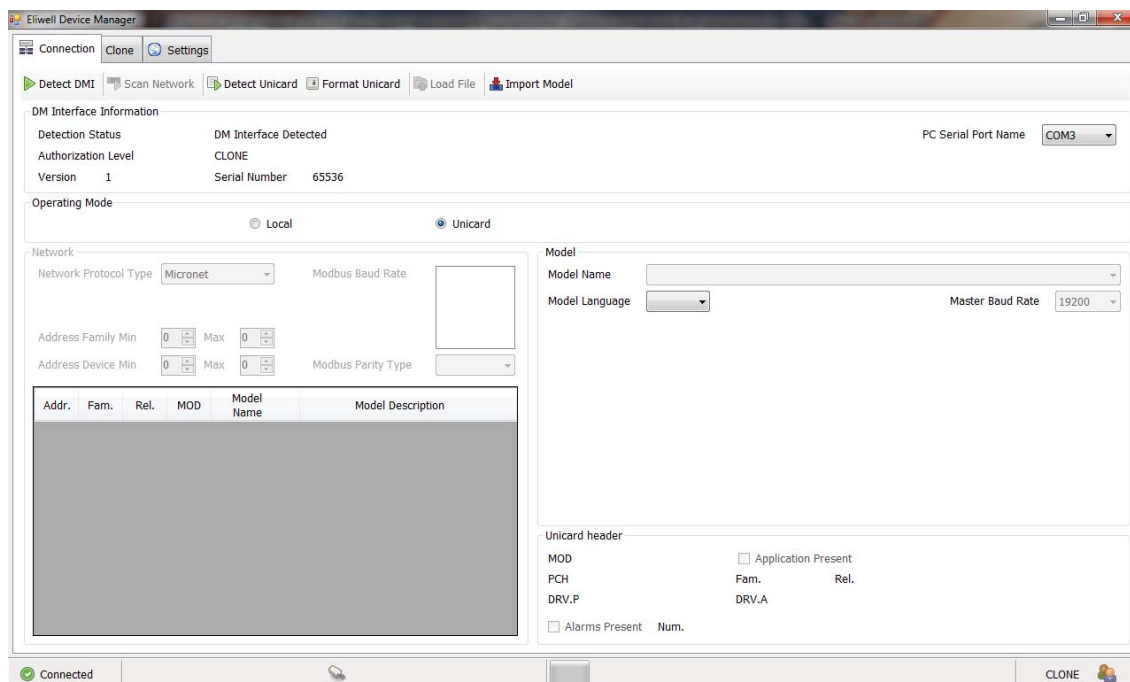 Eliwell Device Manager
Connection Clone Settings
Detect DMI Scan Network Detect Unicard Format Unicard Load File Import Model
DM Interface Information
Detection Status DM Interface Detected PC Serial Port Name COM3
Authorization Level CLONE
Version 1 Serial Number 65536
Operating Mode
Local Unicard
Network
Network Protocol Type Micronet Modbus Baud Rate
Address Family Min 0 Max 0
Address Device Min 0 Max 0 Modbus Parity Type
Addr. Fam. Rel. MOD Model Name Model Description
Model
Model Name
Model Language Master Baud Rate 19200
Unicard header
MOD Application Present
PCH Fam. Rel.
DRV.P DRV.A
Alarms Present Num.
Connected CLONE